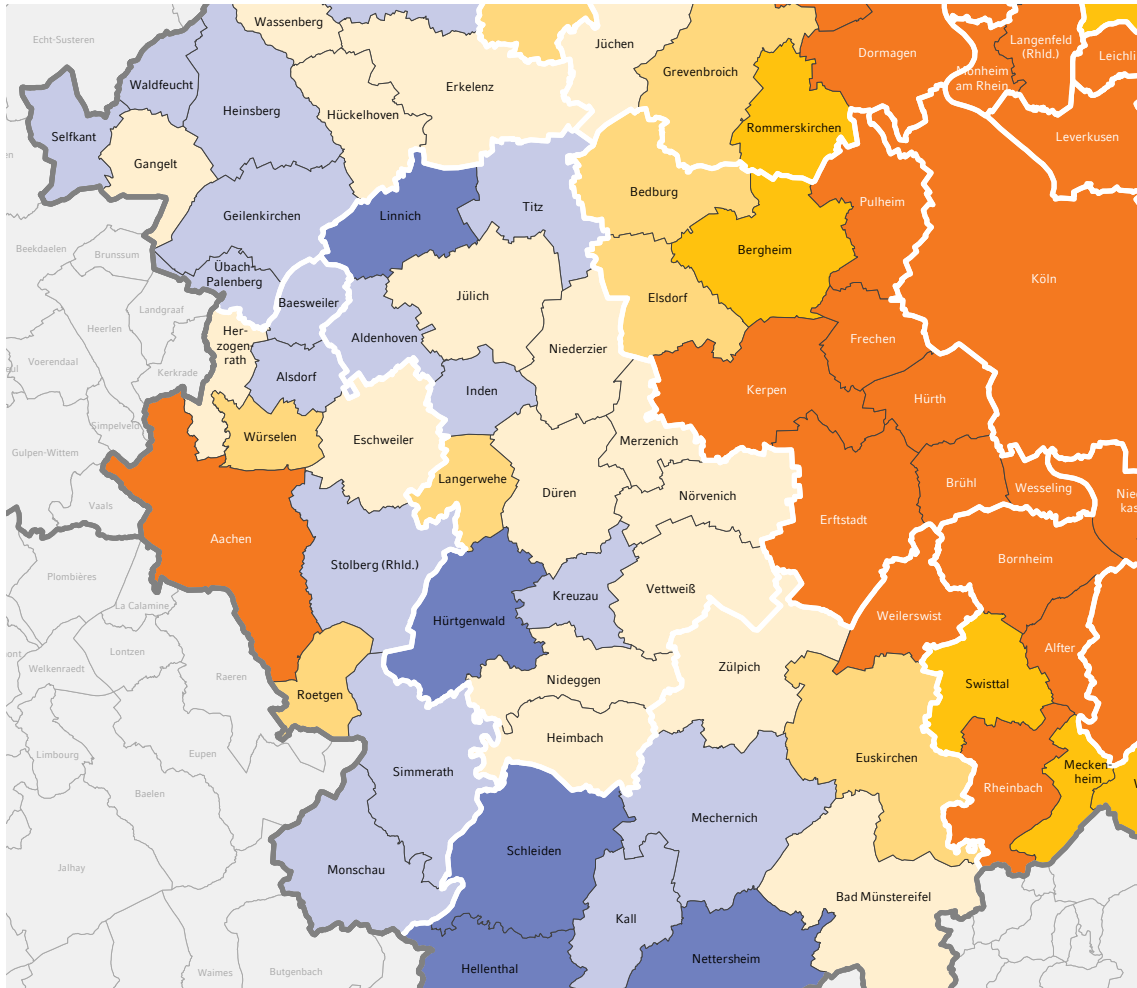 Echt-Susteren
Wassenberg
Jüchen
Dormagen
Langenfeld
(Rhld.)
Leichli
Waldfeucht
Grevenbroich
Monheim
am Rhein
Erkelenz
Heinsberg
Hückelhoven
Rommerskirchen
Leverkusen
Selfkant
Gangelt
Bedburg
Pulheim
Geilenkirchen
Linnich
Titz
Beekdaelen
Brunssum
Bergheim
Übach-
Palenberg
Köln
Baesweiler
Jülich
Elsdorf
Landgraaf
Heerlen
Her-
zogen-
rath
Aldenhoven
Niederzier
Frechen
Voerendaal
Kerkrade
Alsdorf
Inden
Kerpen
Hürth
Simpelveld
Würselen
Eschweiler
Merzenich
Gulpen-Wittem
Langerwehe
Düren
Nörvenich
Brühl
Wesseling
Nied
kas
Vaals
Erftstadt
Aachen
Stolberg (Rhld.)
Bornheim
Plombières
Kreuzau
Vettweiß
La Calamine
Hürtgenwald
Weilerswist
Lontzen
Alfter
Welkenraedt
Raeren
Zülpich
Nideggen
Swisttal
Roetgen
Heimbach
Limbourg
Eupen
Euskirchen
Simmerath
Mecken-
heim
Rheinbach
Baelen
Mechernich
Schleiden
Jalhay
Monschau
Bad Münstereifel
Kall
Waimes
Butgenbach
Hellenthal
Nettersheim